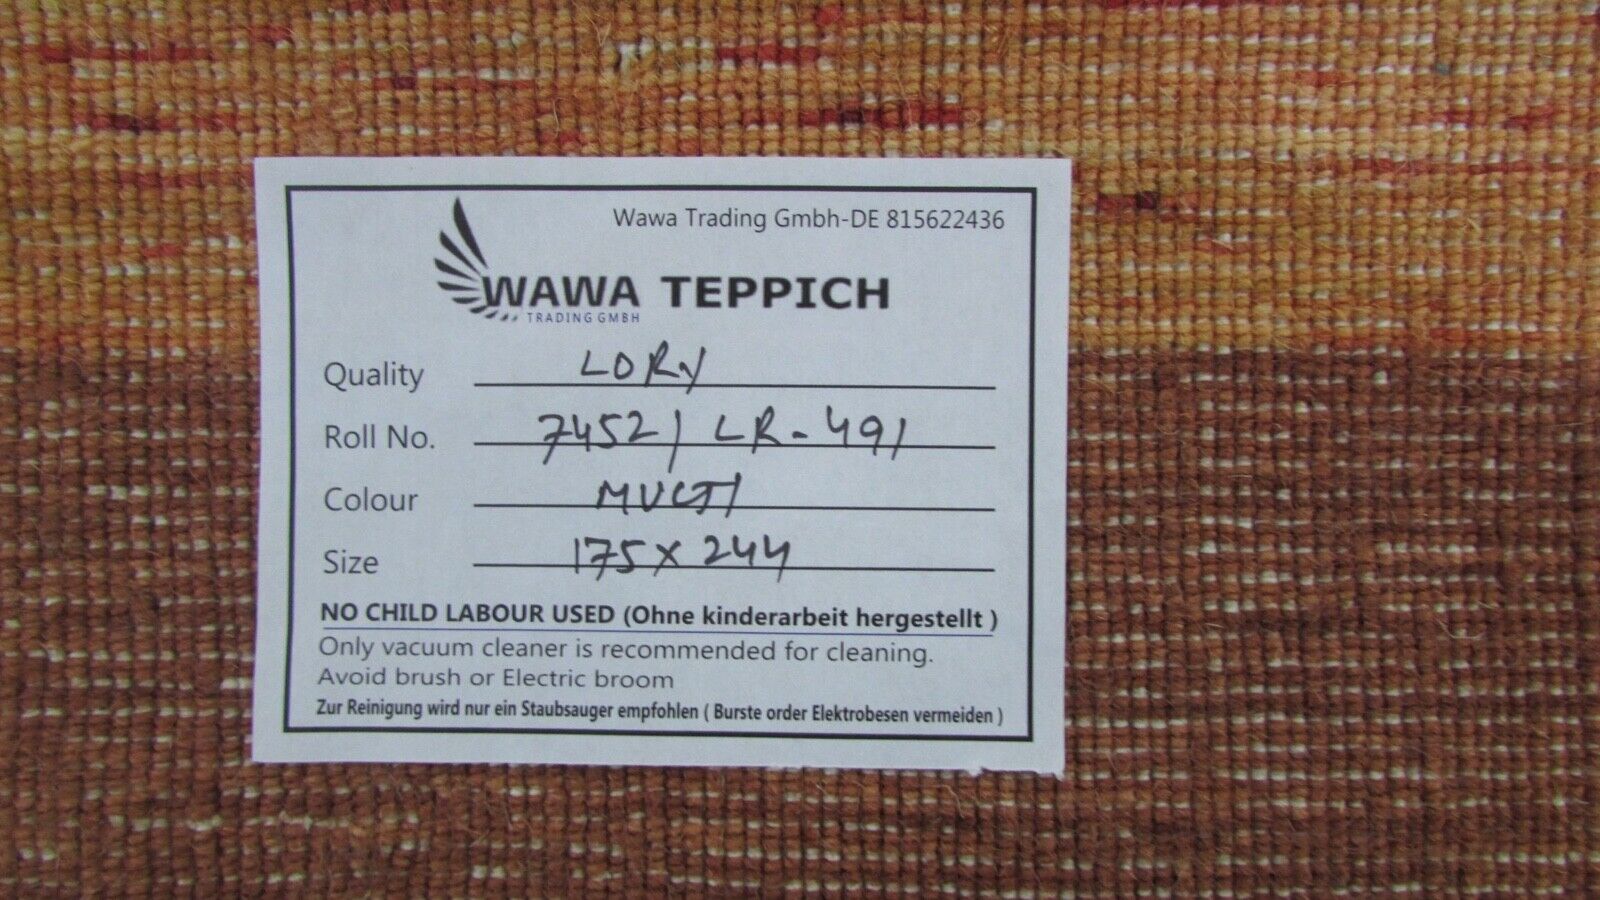 Wawa Trading Gmbh-DE 815622436
WAWA TEPPICH
TRADING GMBH
Quality LORY
Roll No. 7452/ LR-491
Colour MULTI
Size 175 x 244
NO CHILD LABOUR USED (Ohne kinderarbeit hergestellt )
Only vacuum cleaner is recommended for cleaning.
Avoid brush or Electric broom
Zur Reinigung wird nur ein Staubsauger empfohlen ( Burste order Elektrobesen vermeiden )